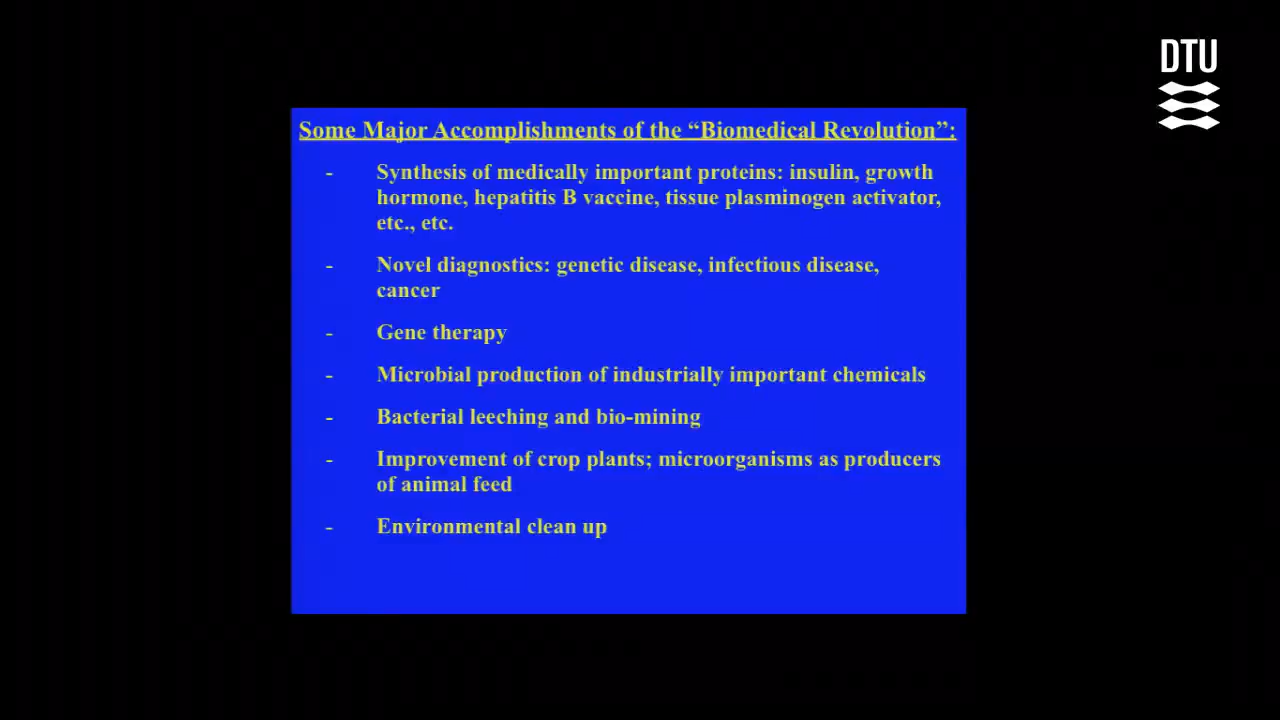 DTU
Some Major Accomplishments of the “Biomedical Revolution”:
- Synthesis of medically important proteins: insulin, growth
hormone, hepatitis B vaccine, tissue plasminogen activator,
etc., etc.
- Novel diagnostics: genetic disease, infectious disease,
cancer
- Gene therapy
- Microbial production of industrially important chemicals
- Bacterial leeching and bio-mining
- Improvement of crop plants; microorganisms as producers
of animal feed
- Environmental clean up